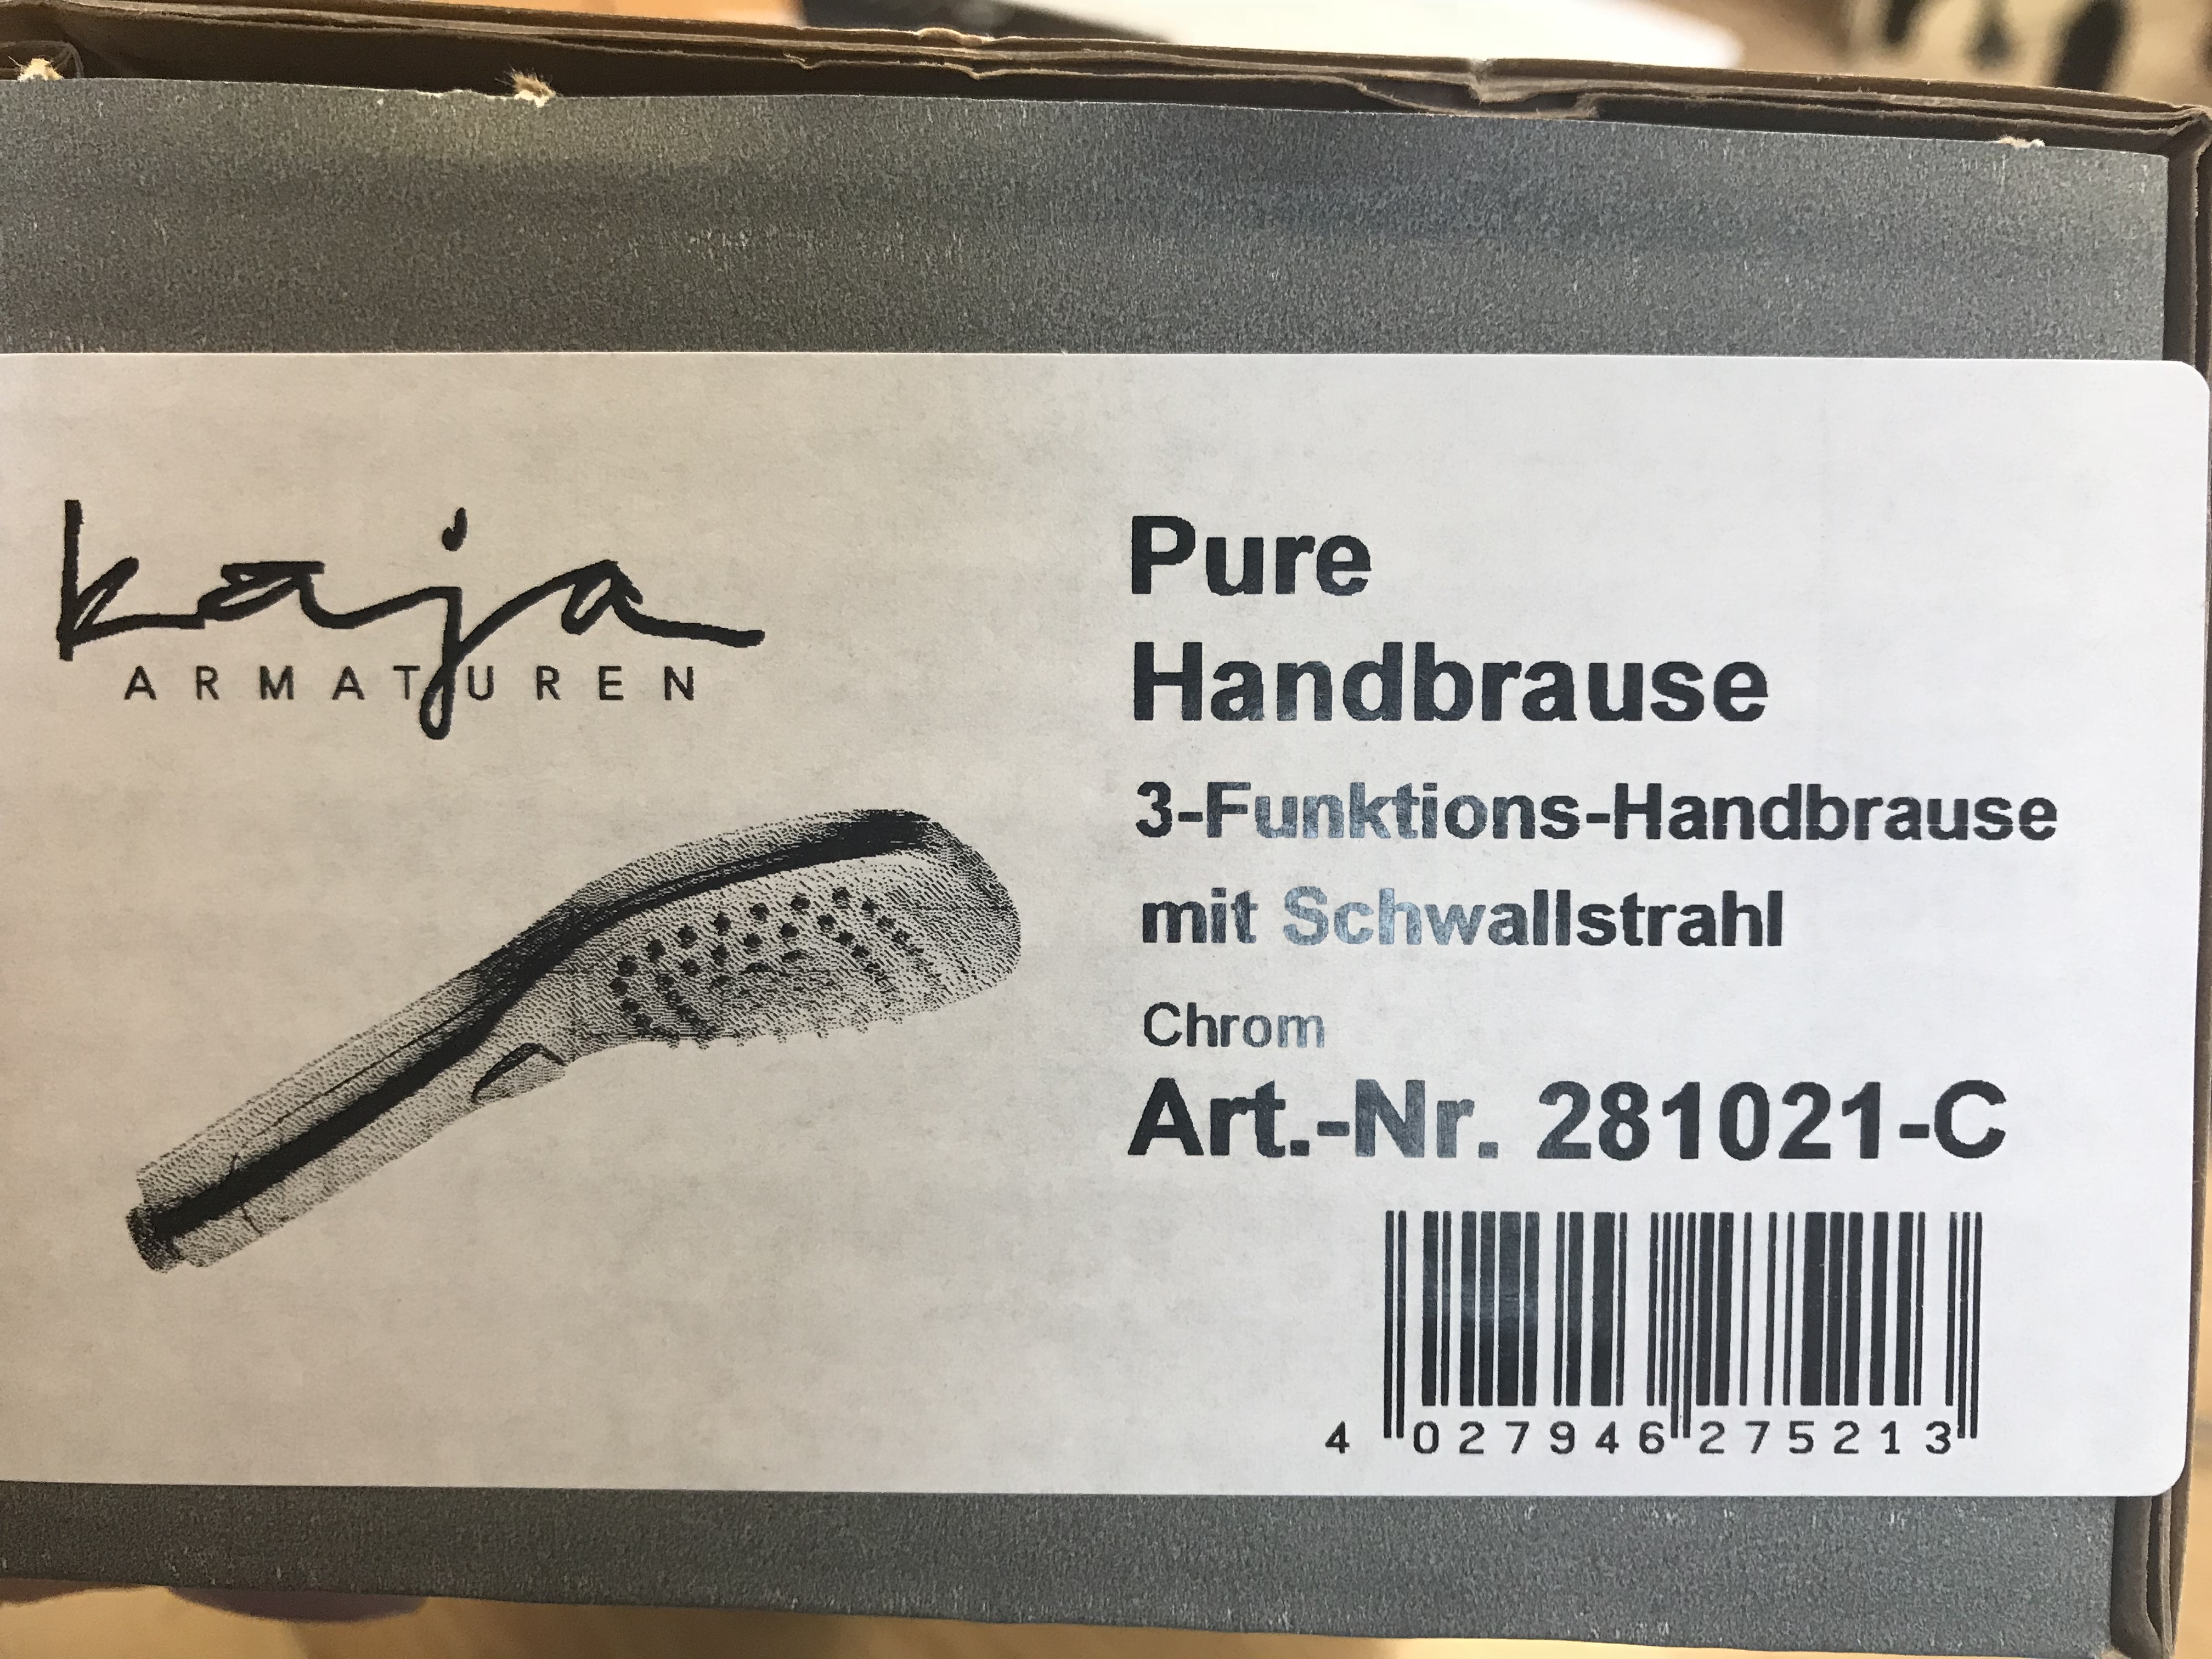 kaja
ARMATUREN
Pure
Handbrause
3-Funktions-Handbrause
mit Schwallstrahl
Chrom
Art.-Nr. 281021-C
4 027946 275213